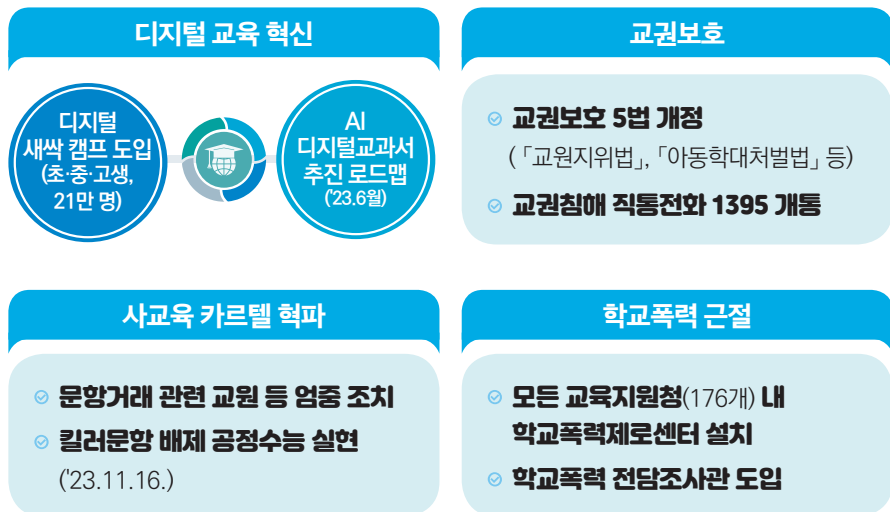 디지털 교육 혁신
디지털
새싹 캠프 도입
(초·중·고생,
21만 명)
AI
디지털교과서
추진 로드맵
('23.6월)
교권보호
교권보호 5법 개정
(「교원지위법」, 「아동학대처벌법」 등)
교권침해 직통전화 1395 개통
사교육 카르텔 혁파
문항거래 관련 교원 등 엄중 조치
킬러문항 배제 공정수능 실현
('23.11.16.)
학교폭력 근절
모든 교육지원청(176개) 내
학교폭력제로센터 설치
학교폭력 전담조사관 도입